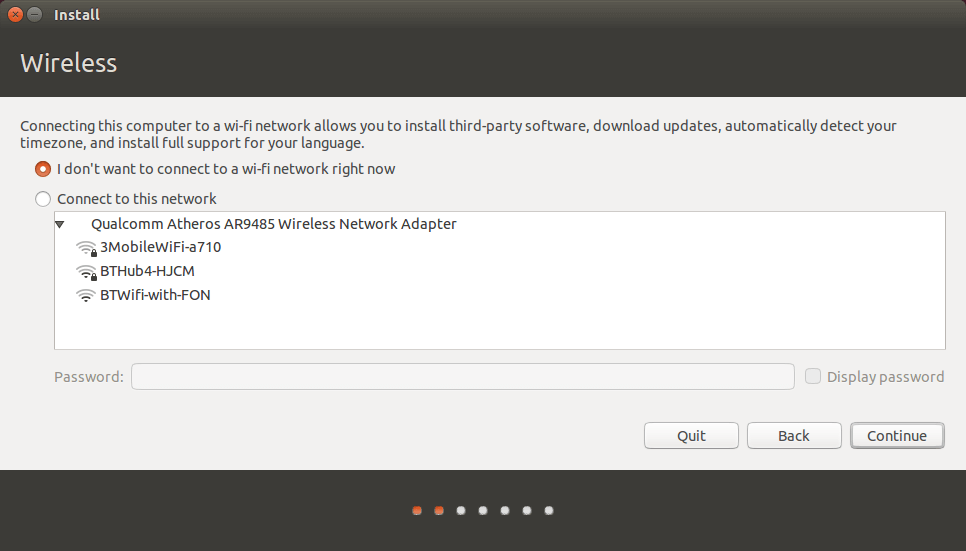 Install
Wireless
Connecting this computer to a wi-fi network allows you to install third-party software, download updates, automatically detect your
timezone, and install full support for your language.
I don't want to connect to a wi-fi network right now
Connect to this network
Qualcomm Atheros AR9485 Wireless Network Adapter
3MobileWiFi-a710
BTHub4-HJCM
BTWifi-with-FON
Password:
Display password
Quit
Back
Continue